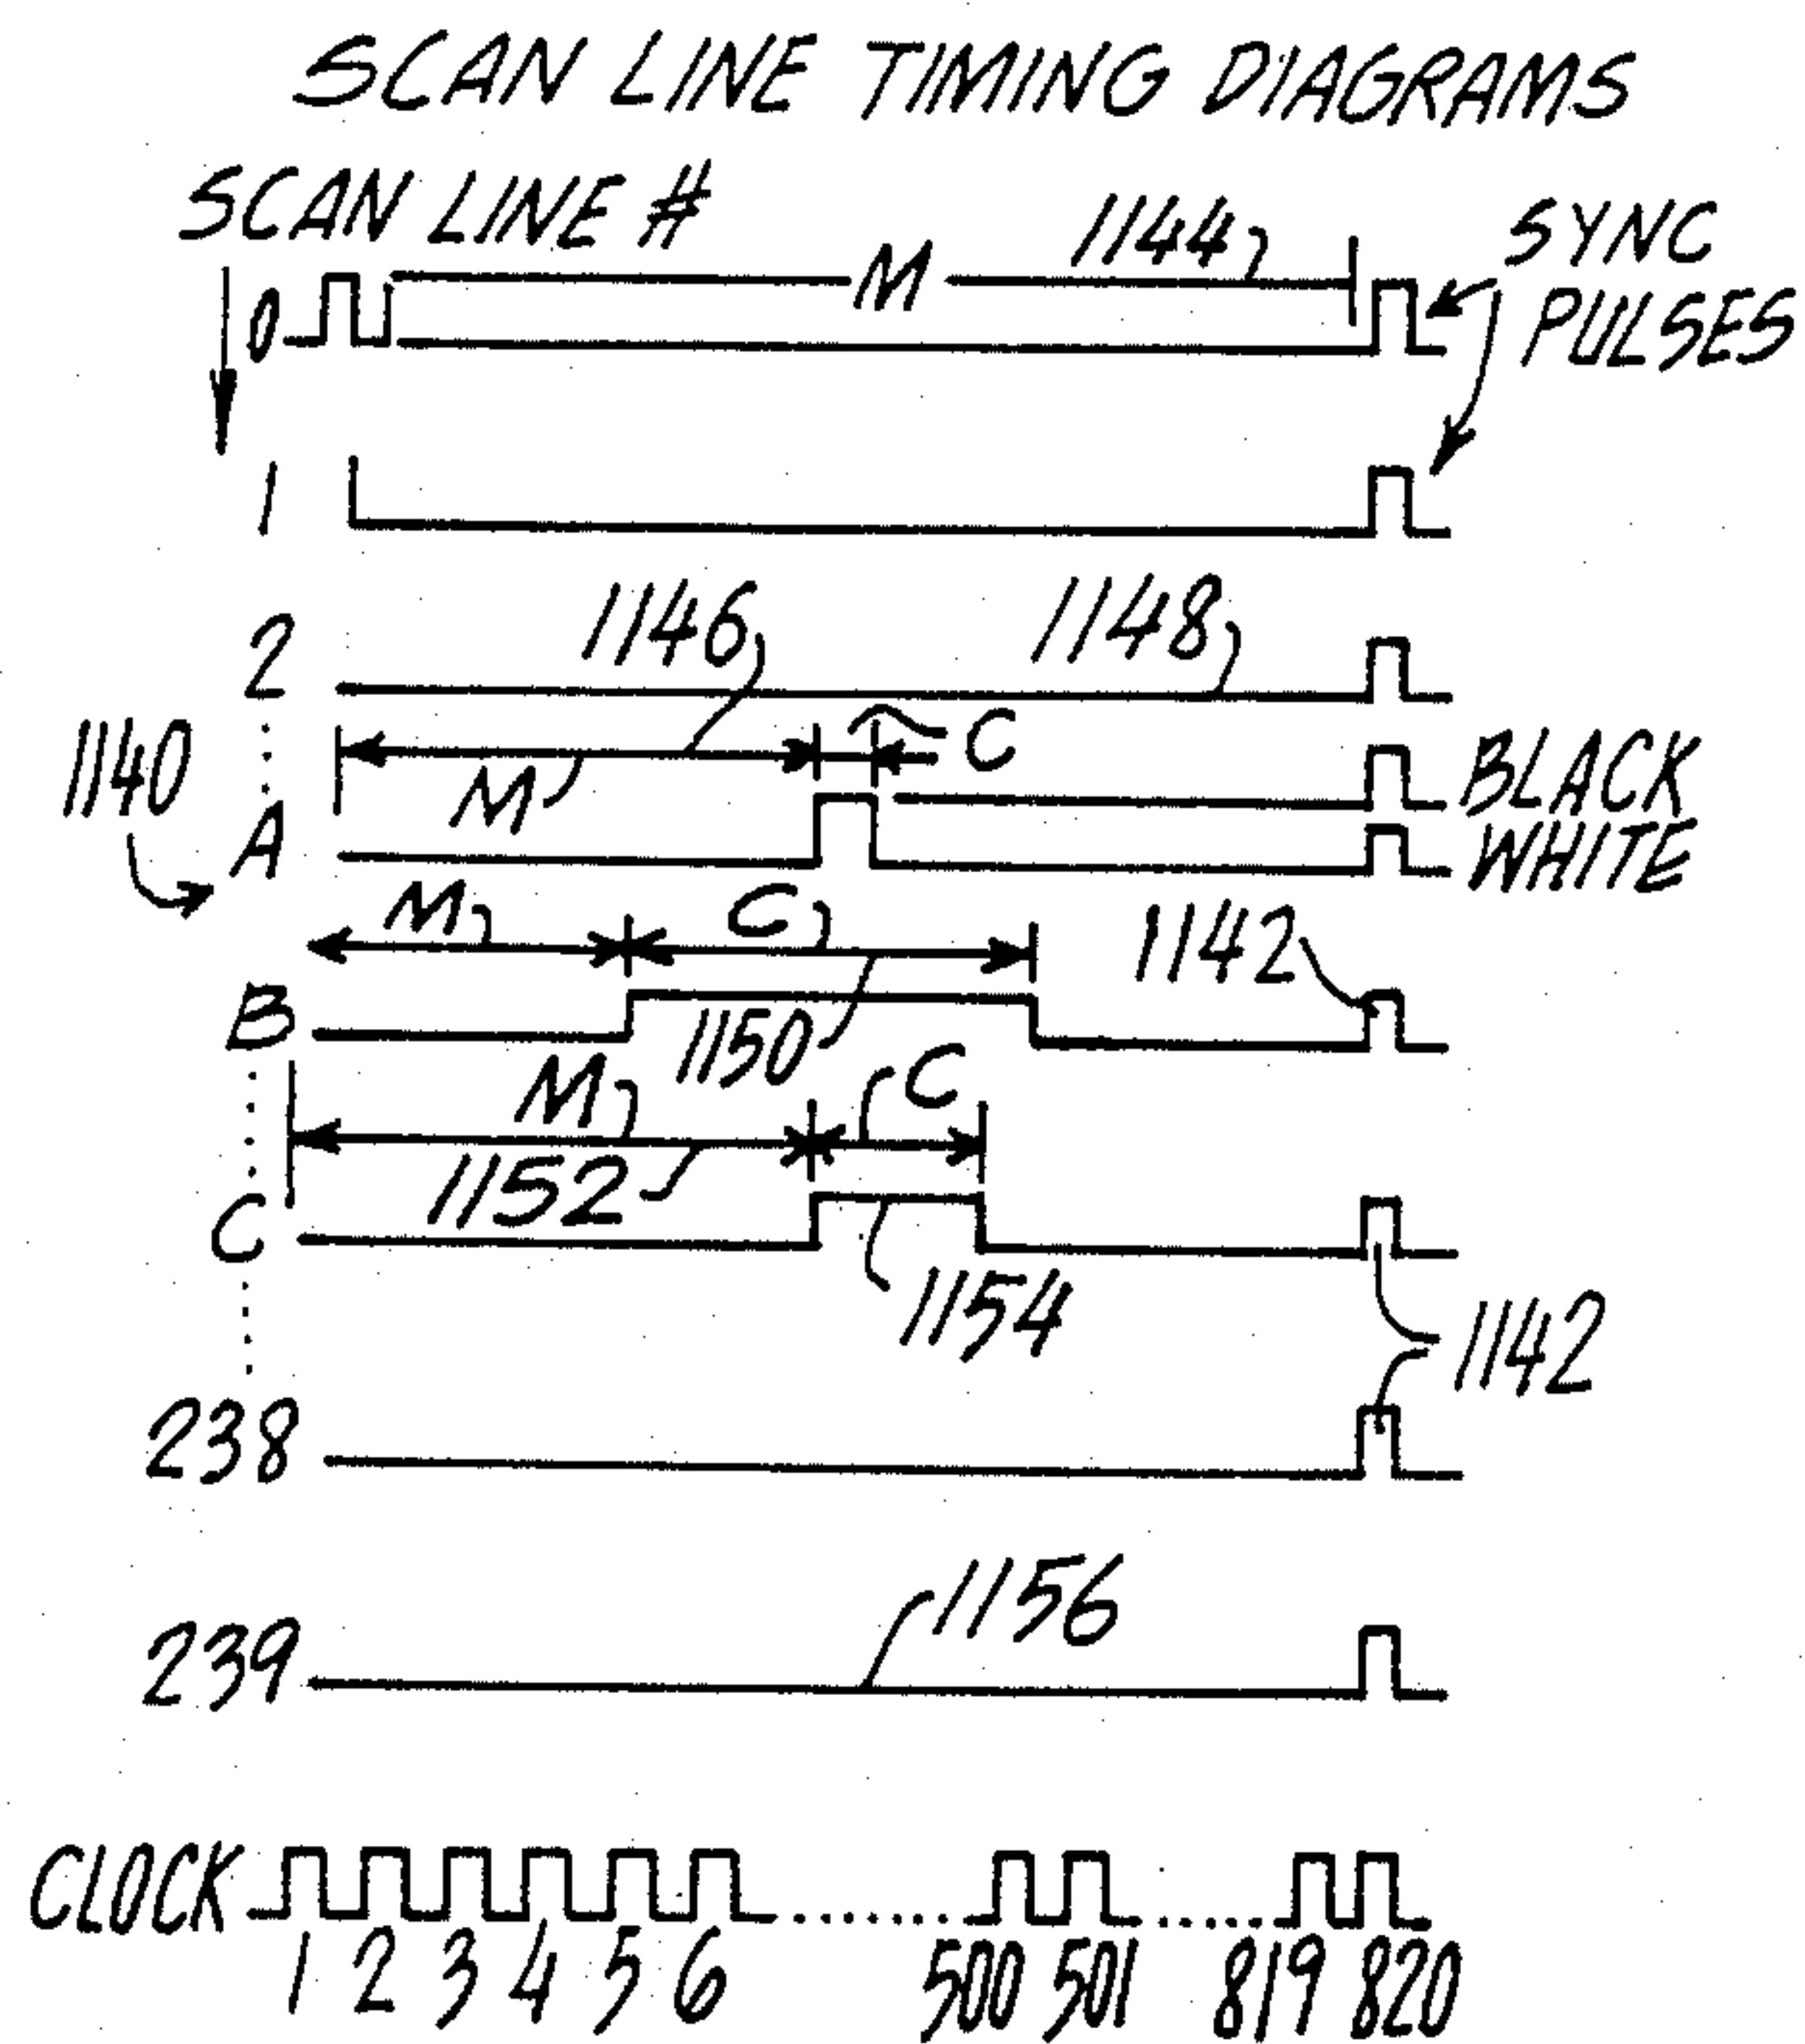 SCAN LINE TIMING DIAGRAMS
SCAN LINE #
1144
SYNC
PULSES
0
M
1
2
1146
1148
1140
M
C
BLACK
A
WHITE
M
C
1142
B
1150
M
C
1152
C
1154
1142
238
1156
239
CLOCK
1 2 3 4 5 6 500 501 819 820